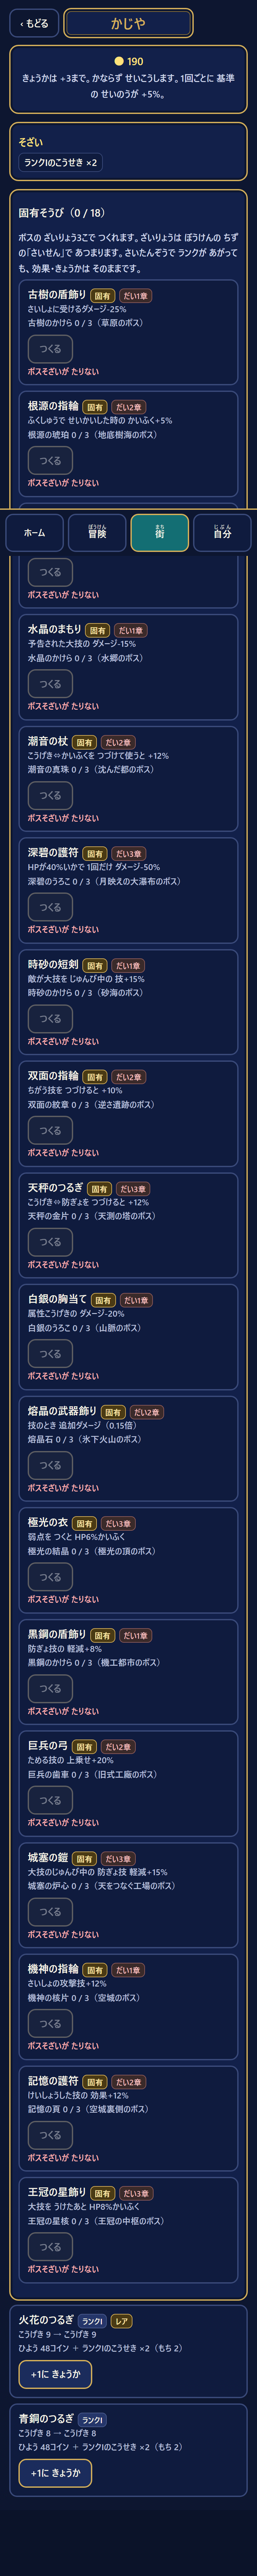 ‹ もどる
かじや
190
きょうかは +3まで。かならず せいこうします。1回ごとに 基準
の せいのうが +5%。
そざい
ランクIのこうせき ×2
固有そうび（0 / 18）
ボスの ざいりょう3こで つくれます。ざいりょうは ぼうけんの ちず
の「さいせん」で あつまります。さいたんぞうで ランクが あがって
も、効果・きょうかは そのままです。
古樹の盾飾り 固有 だい1章
さいしょに受けるダメージ-25%
古樹のかけら 0 / 3（草原のボス）
つくる
ボスそざいが たりない
根源の指輪 固有 だい2章
ふくしゅうで せいかいした時の かいふく+5%
根源の琥珀 0 / 3（地底樹海のボス）
つくる
ボスそざいが たりない
ホーム
ぼうけん
冒険
まち
街
じぶん
自分
つくる
ボスそざいが たりない
水晶のまもり 固有 だい1章
予告された大技の ダメージ-15%
水晶のかけら 0 / 3（水郷のボス）
つくる
ボスそざいが たりない
潮音の杖 固有 だい2章
こうげき⇔かいふくを つづけて使うと +12%
潮音の真珠 0 / 3（沈んだ都のボス）
つくる
ボスそざいが たりない
深碧の護符 固有 だい3章
HPが40%いかで 1回だけ ダメージ-50%
深碧のうろこ 0 / 3（月映えの大瀑布のボス）
つくる
ボスそざいが たりない
時砂の短剣 固有 だい1章
敵が大技を じゅんび中の 技+15%
時砂のかけら 0 / 3（砂海のボス）
つくる
ボスそざいが たりない
双面の指輪 固有 だい2章
ちがう技を つづけると +10%
双面の紋章 0 / 3（逆さ遺跡のボス）
つくる
ボスそざいが たりない
天秤のつるぎ 固有 だい3章
こうげき⇔防ぎょを つづけると +12%
天秤の金片 0 / 3（天測の塔のボス）
つくる
ボスそざいが たりない
白銀の胸当て 固有 だい1章
属性こうげきの ダメージ-20%
白銀のうろこ 0 / 3（山脈のボス）
つくる
ボスそざいが たりない
熔晶の武器飾り 固有 だい2章
技のとき 追加ダメージ（0.15倍）
熔晶石 0 / 3（氷下火山のボス）
つくる
ボスそざいが たりない
極光の衣 固有 だい3章
弱点を つくと HP6%かいふく
極光の結晶 0 / 3（極光の頂のボス）
つくる
ボスそざいが たりない
黒鋼の盾飾り 固有 だい1章
防ぎょ技の 軽減+8%
黒鋼のかけら 0 / 3（機工都市のボス）
つくる
ボスそざいが たりない
巨兵の弓 固有 だい2章
ためる技の 上乗せ+20%
巨兵の歯車 0 / 3（旧式工廠のボス）
つくる
ボスそざいが たりない
城塞の鎧 固有 だい3章
大技のじゅんび中の 防ぎょ技 軽減+15%
城塞の炉心 0 / 3（天をつなぐ工場のボス）
つくる
ボスそざいが たりない
機神の指輪 固有 だい1章
さいしょの攻撃技+12%
機神の核片 0 / 3（空城のボス）
つくる
ボスそざいが たりない
記憶の護符 固有 だい2章
けいしょうした技の 効果+12%
記憶の頁 0 / 3（空城裏側のボス）
つくる
ボスそざいが たりない
王冠の星飾り 固有 だい3章
大技を うけたあと HP8%かいふく
王冠の星核 0 / 3（王冠の中枢のボス）
つくる
ボスそざいが たりない
火花のつるぎ ランクI レア
こうげき 9 → こうげき 9
ひよう 48コイン ＋ ランクIのこうせき ×2（もち 2）
+1に きょうか
青銅のつるぎ ランクI
こうげき 8 → こうげき 8
ひよう 48コイン ＋ ランクIのこうせき ×2（もち 2）
+1に きょうか